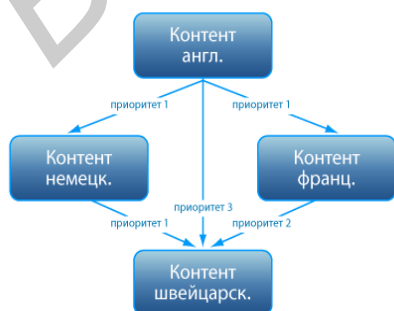 Контент
англ.
приоритет 1
приоритет 1
Контент
немецк.
Контент
франц.
приоритет 3
приоритет 1
приоритет 2
Контент
швейцарск.